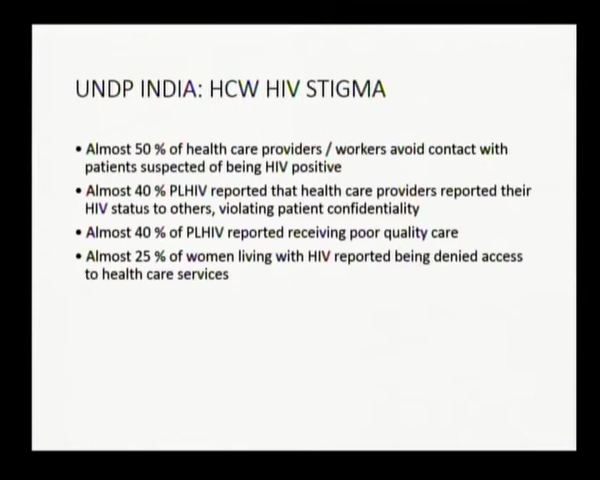 UNDP INDIA: HCW HIV STIGMA
• Almost 50 % of health care providers / workers avoid contact with
patients suspected of being HIV positive
• Almost 40 % PLHIV reported that health care providers reported their
HIV status to others, violating patient confidentiality
• Almost 40 % of PLHIV reported receiving poor quality care
• Almost 25 % of women living with HIV reported being denied access
to health care services